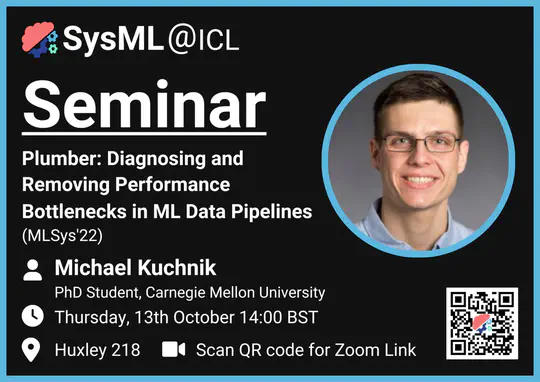 SysML @ICL
Seminar
Plumber: Diagnosing and
Removing Performance
Bottlenecks in ML Data Pipelines
(MLSys'22)
Michael Kuchnik
PhD Student, Carnegie Mellon University
Thursday, 13th October 14:00 BST
Huxley 218 Scan QR code for Zoom Link